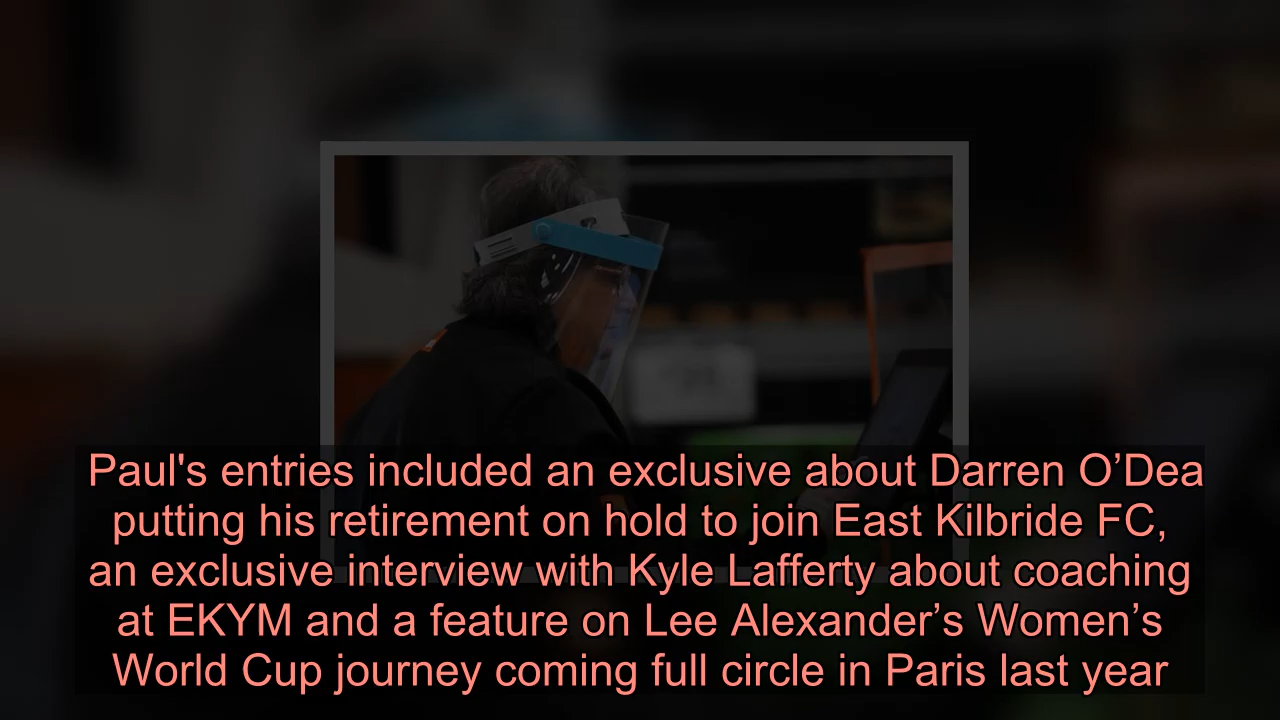 Paul's entries included an exclusive about Darren O’Dea
putting his retirement on hold to join East Kilbride FC,
an exclusive interview with Kyle Lafferty about coaching
at EKYM and a feature on Lee Alexander’s Women’s
World Cup journey coming full circle in Paris last year